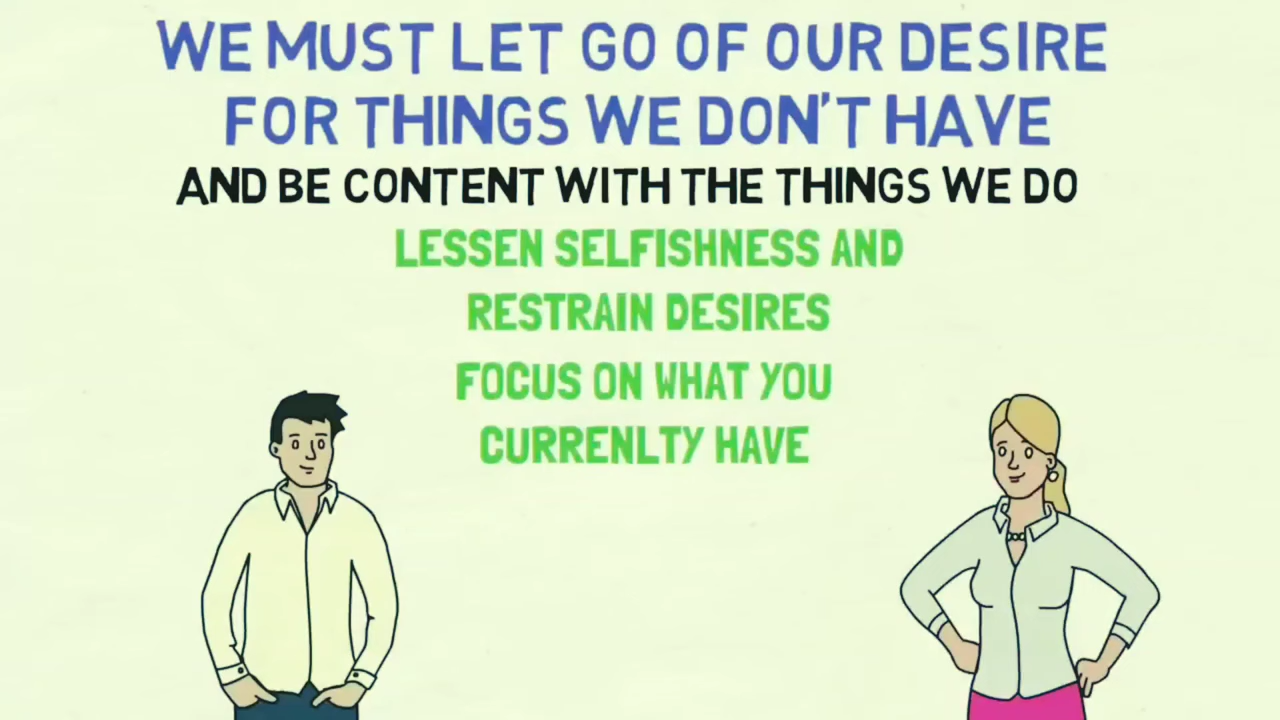 WE MUST LET GO OF OUR DESIRE
FOR THINGS WE DON'T HAVE
AND BE CONTENT WITH THE THINGS WE DO
LESSEN SELFISHNESS AND
RESTRAIN DESIRES
FOCUS ON WHAT YOU
CURRENLTY HAVE